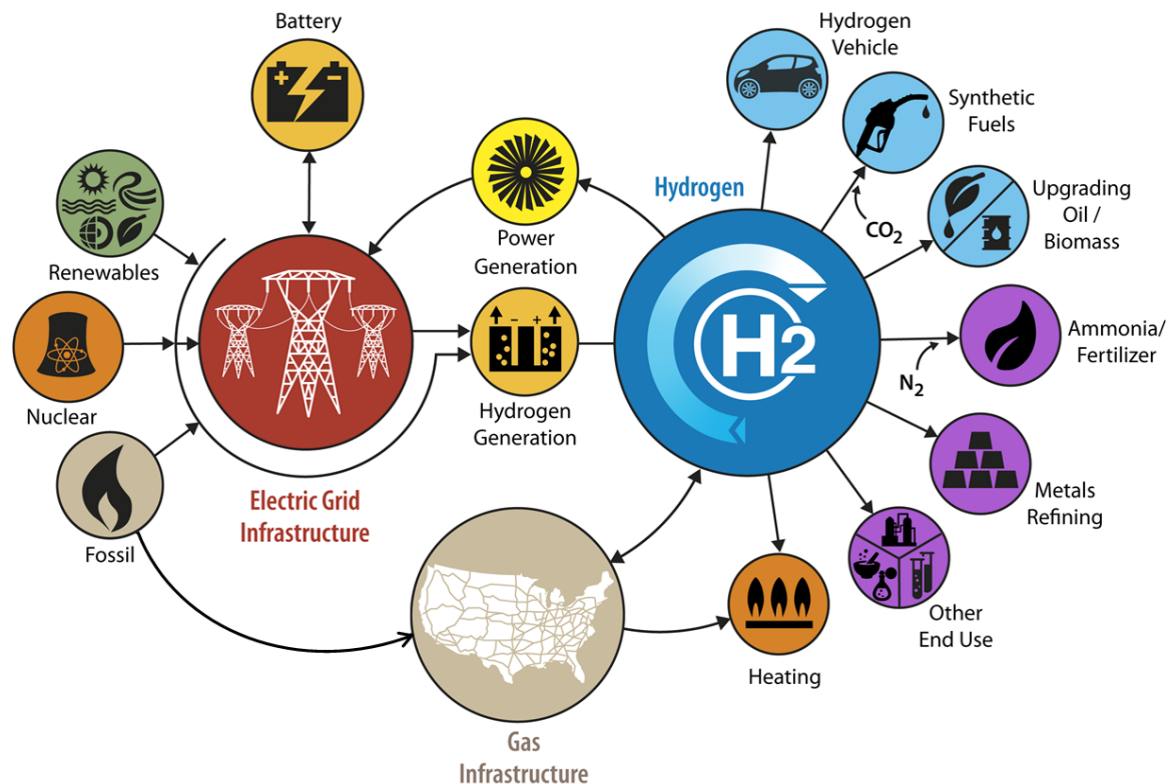 Battery
Hydrogen
Vehicle
Synthetic
Fuels
Renewables
Power
Generation
Hydrogen
CO2
Upgrading
Oil /
Biomass
Nuclear
Electric Grid
Infrastructure
- +
Hydrogen
Generation
H2
N2
Ammonia/
Fertilizer
Fossil
Metals
Refining
Other
End Use
Heating
Gas
Infrastructure